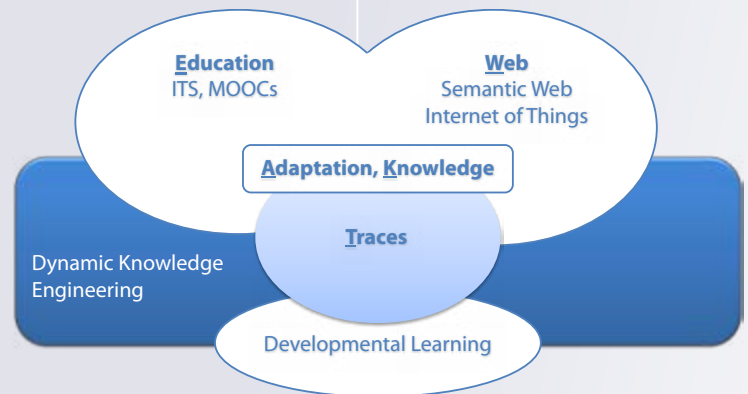 Education
ITS, MOOCs
Web
Semantic Web
Internet of Things
Adaptation, Knowledge
Traces
Dynamic Knowledge
Engineering
Developmental Learning